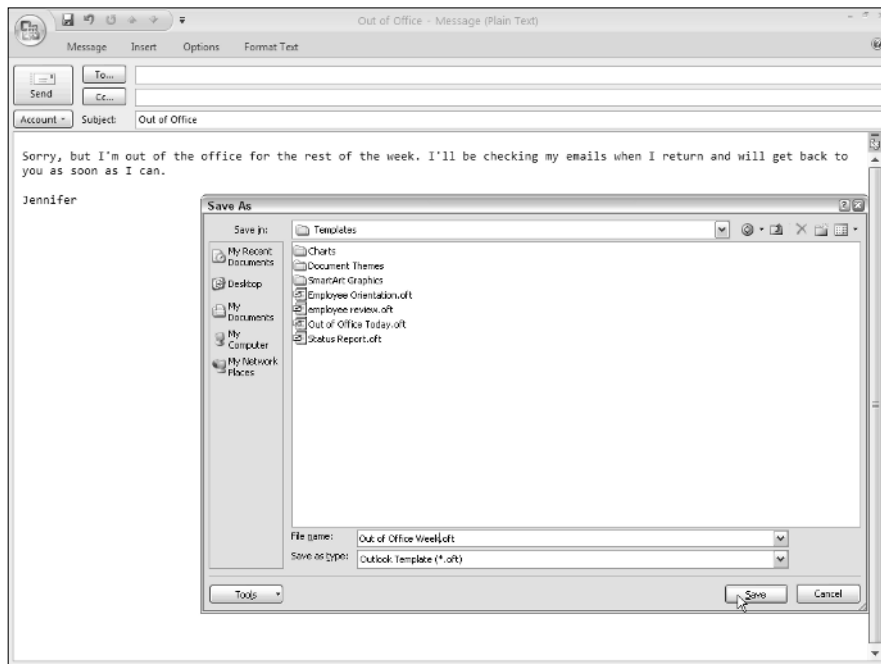 Out of Office - Message (Plain Text)
Message Insert Options Format Text
To...
Send
Cc...
Account Subject: Out of Office
Sorry, but I'm out of the office for the rest of the week. I'll be checking my emails when I return and will get back to
you as soon as I can.
Jennifer
Save As
Save in: Templates
My Recent
Documents
Desktop
My
Documents
My
Computer
My Network
Places
Charts
Document Themes
SmartArt Graphics
Employee Orientation.oft
employee review.oft
Out of Office Today.oft
Status Report.oft
File name: Out of Office Week.oft
Save as type: Outlook Template (*.oft)
Tools Save Cancel